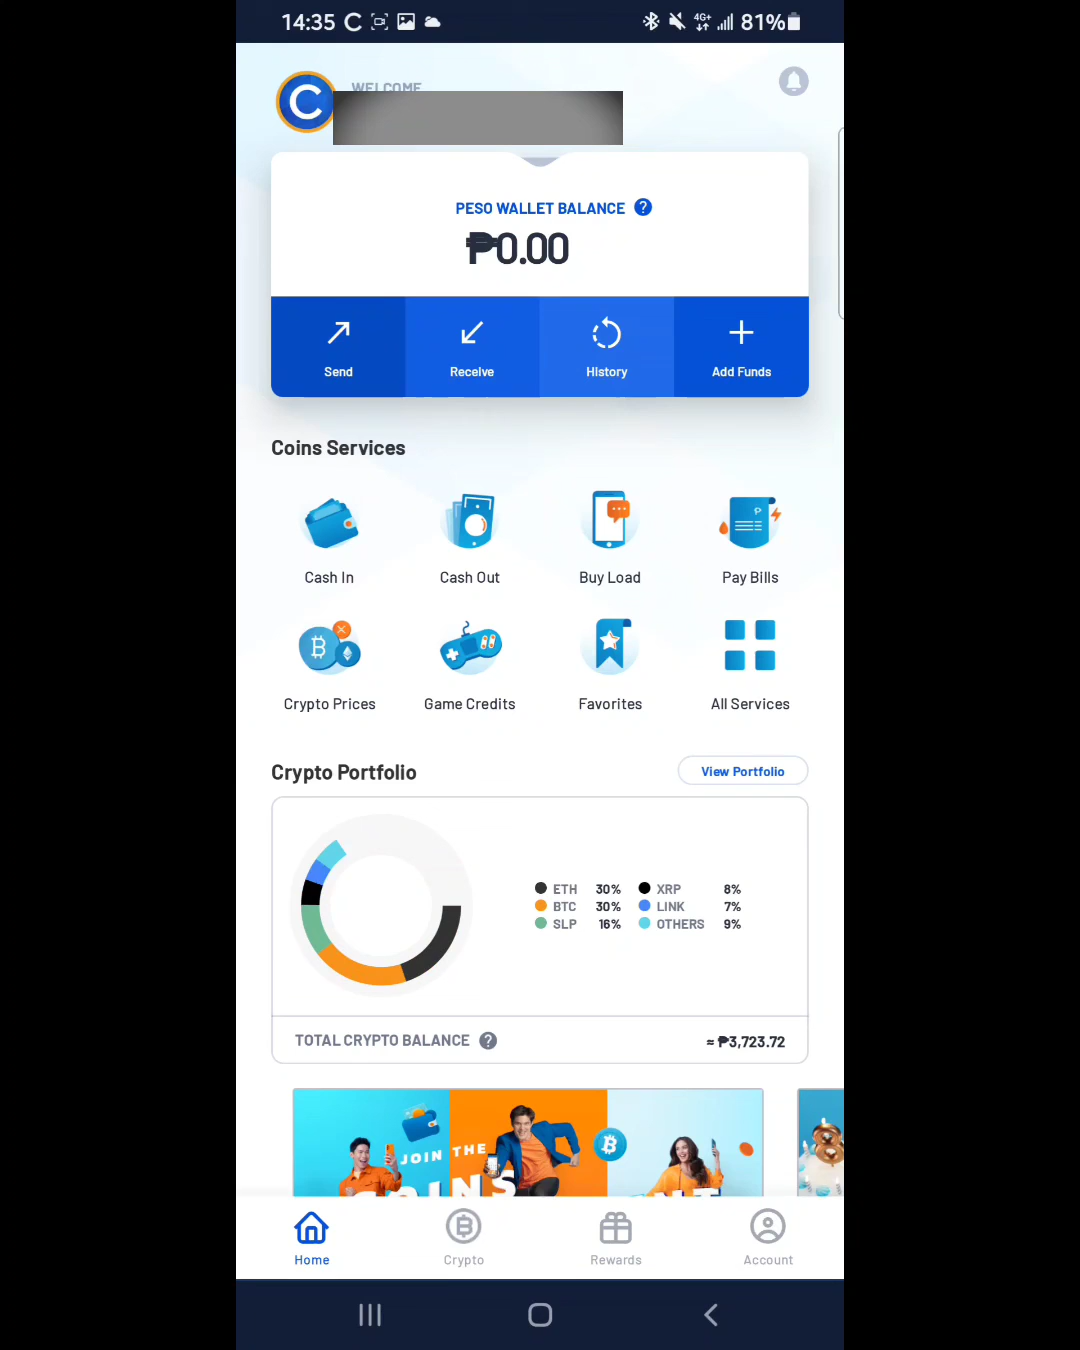 14:35
4G+
81%
WELCOME
PESO WALLET BALANCE ?
₱0.00
Send Receive History Add Funds
Coins Services
Cash In Cash Out Buy Load Pay Bills
Crypto Prices Game Credits Favorites All Services
Crypto Portfolio View Portfolio
ETH 30% XRP 8%
BTC 30% LINK 7%
SLP 16% OTHERS 9%
TOTAL CRYPTO BALANCE ? ≈ ₱3,723.72
JOIN THE
Home Crypto Rewards Account